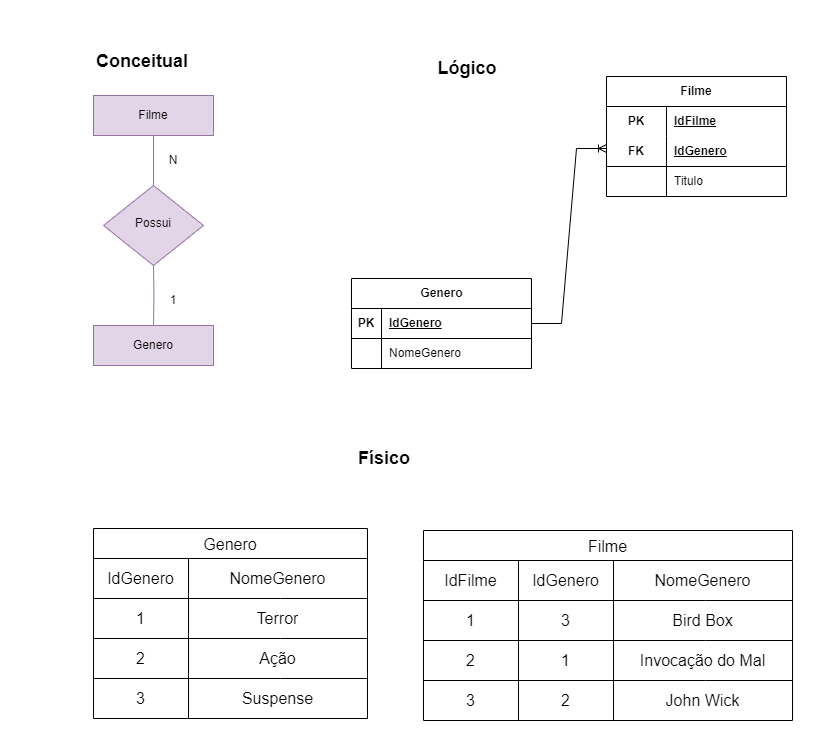 Conceitual
Filme
N
Possui
1
Genero
Lógico
Filme
PK IdFilme
FK IdGenero
Titulo
Genero
PK IdGenero
NomeGenero
Físico
Genero
IdGenero NomeGenero
1 Terror
2 Ação
3 Suspense
Filme
IdFilme IdGenero NomeGenero
1 3 Bird Box
2 1 Invocação do Mal
3 2 John Wick